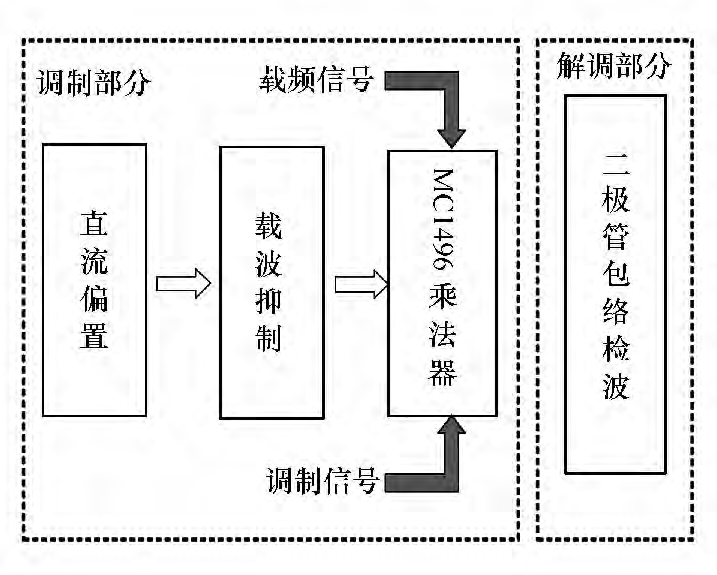 调制部分
载频信号
解调部分
直流偏置
载波抑制
MC1496乘法器
二极管包络检波
调制信号